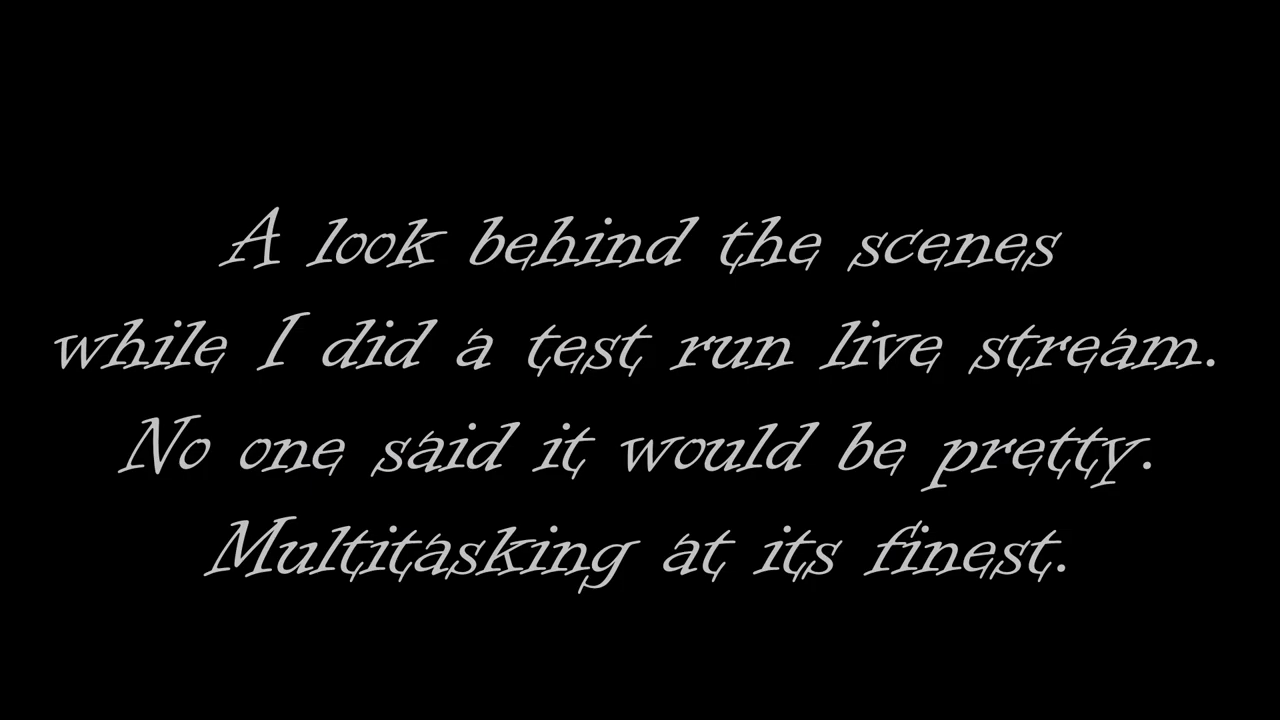 A look behind the scenes
while I did a test run live stream.
No one said it would be pretty.
Multitasking at its finest.